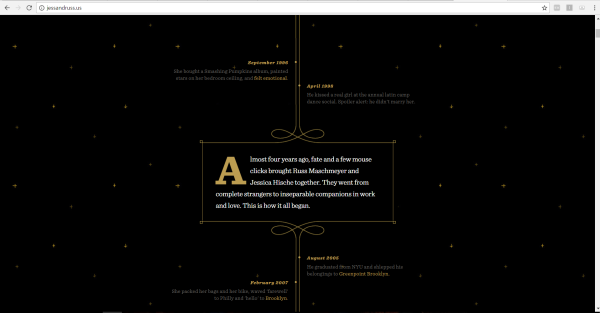 jessandruss.us
September 1996
She bought a Smashing Pumpkins album, painted
stars on her bedroom ceiling, and felt emotional.
April 1998
He kissed a real girl at the annual latin camp
dance social. Spoiler alert: he didn't marry her.
Almost four years ago, fate and a few mouse
clicks brought Russ Maschmeyer and
Jessica Hische together. They went from
complete strangers to inseparable companions in work
and love. This is how it all began.
August 2005
He graduated from NYU and shlepped his
belongings to Greenpoint Brooklyn.
February 2007
She packed her bags and her bike, waved "farewell"
to Philly and "hello" to Brooklyn.